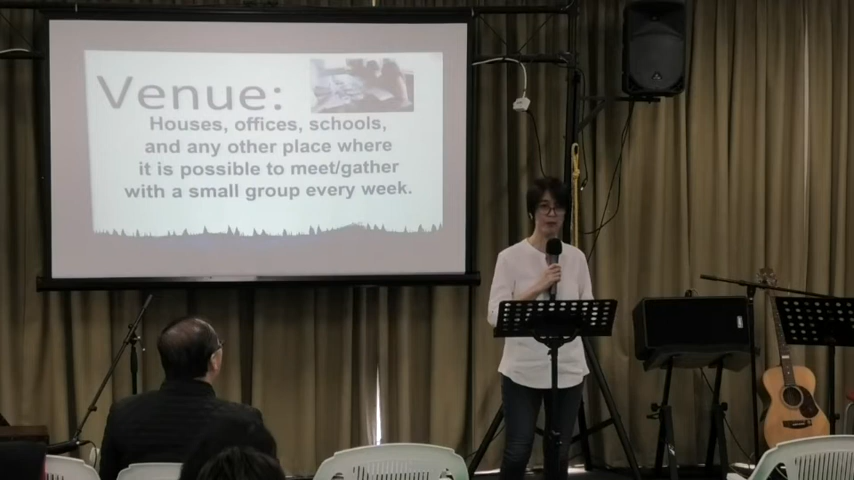 Venue:
Houses, offices, schools,
and any other place where
it is possible to meet/gather
with a small group every week.